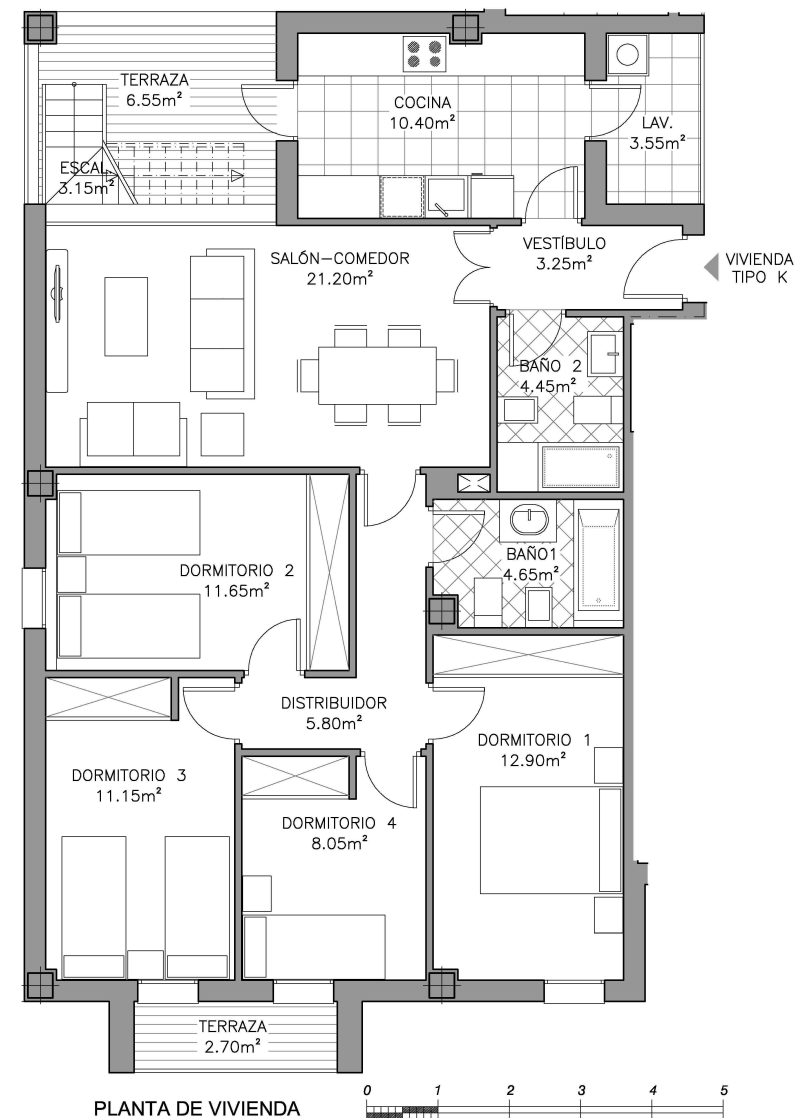 TERRAZA
6.55m²
COCINA
10.40m²
LAV.
3.55m²
ESCAL.
3.15m²
SALÓN-COMEDOR
21.20m²
VESTÍBULO
3.25m²
VIVIENDA
TIPO K
BAÑO 2
4.45m²
DORMITORIO 2
11.65m²
BAÑO1
4.65m²
DISTRIBUIDOR
5.80m²
DORMITORIO 1
12.90m²
DORMITORIO 3
11.15m²
DORMITORIO 4
8.05m²
TERRAZA
2.70m²
PLANTA DE VIVIENDA
0 1 2 3 4 5